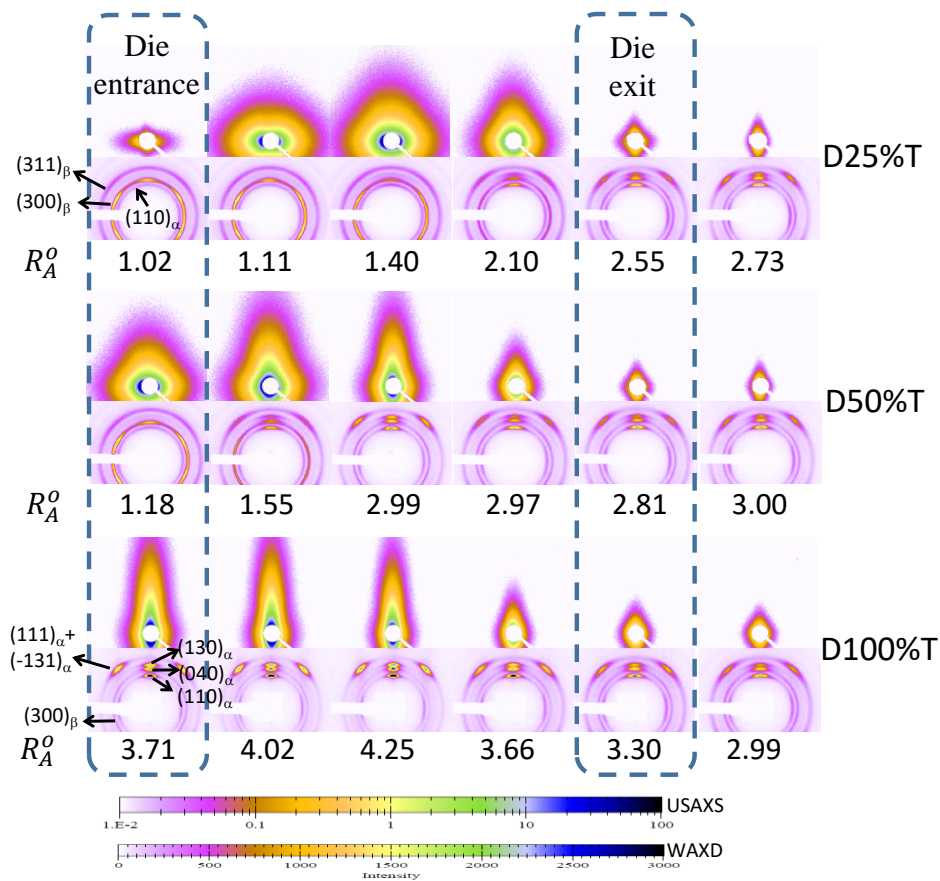 Die entrance
Die exit
D25%T
(311)β
(300)β
(110)α
R_A^o 1.02 1.11 1.40 2.10 2.55 2.73
D50%T
R_A^o 1.18 1.55 2.99 2.97 2.81 3.00
D100%T
(111)α+
(-131)α
(130)α
(040)α
(110)α
(300)β
R_A^o 3.71 4.02 4.25 3.66 3.30 2.99
USAXS
1.E-2 0.1 1 10 100
WAXD
0 500 1000 1500 2000 2500 3000
Intensity